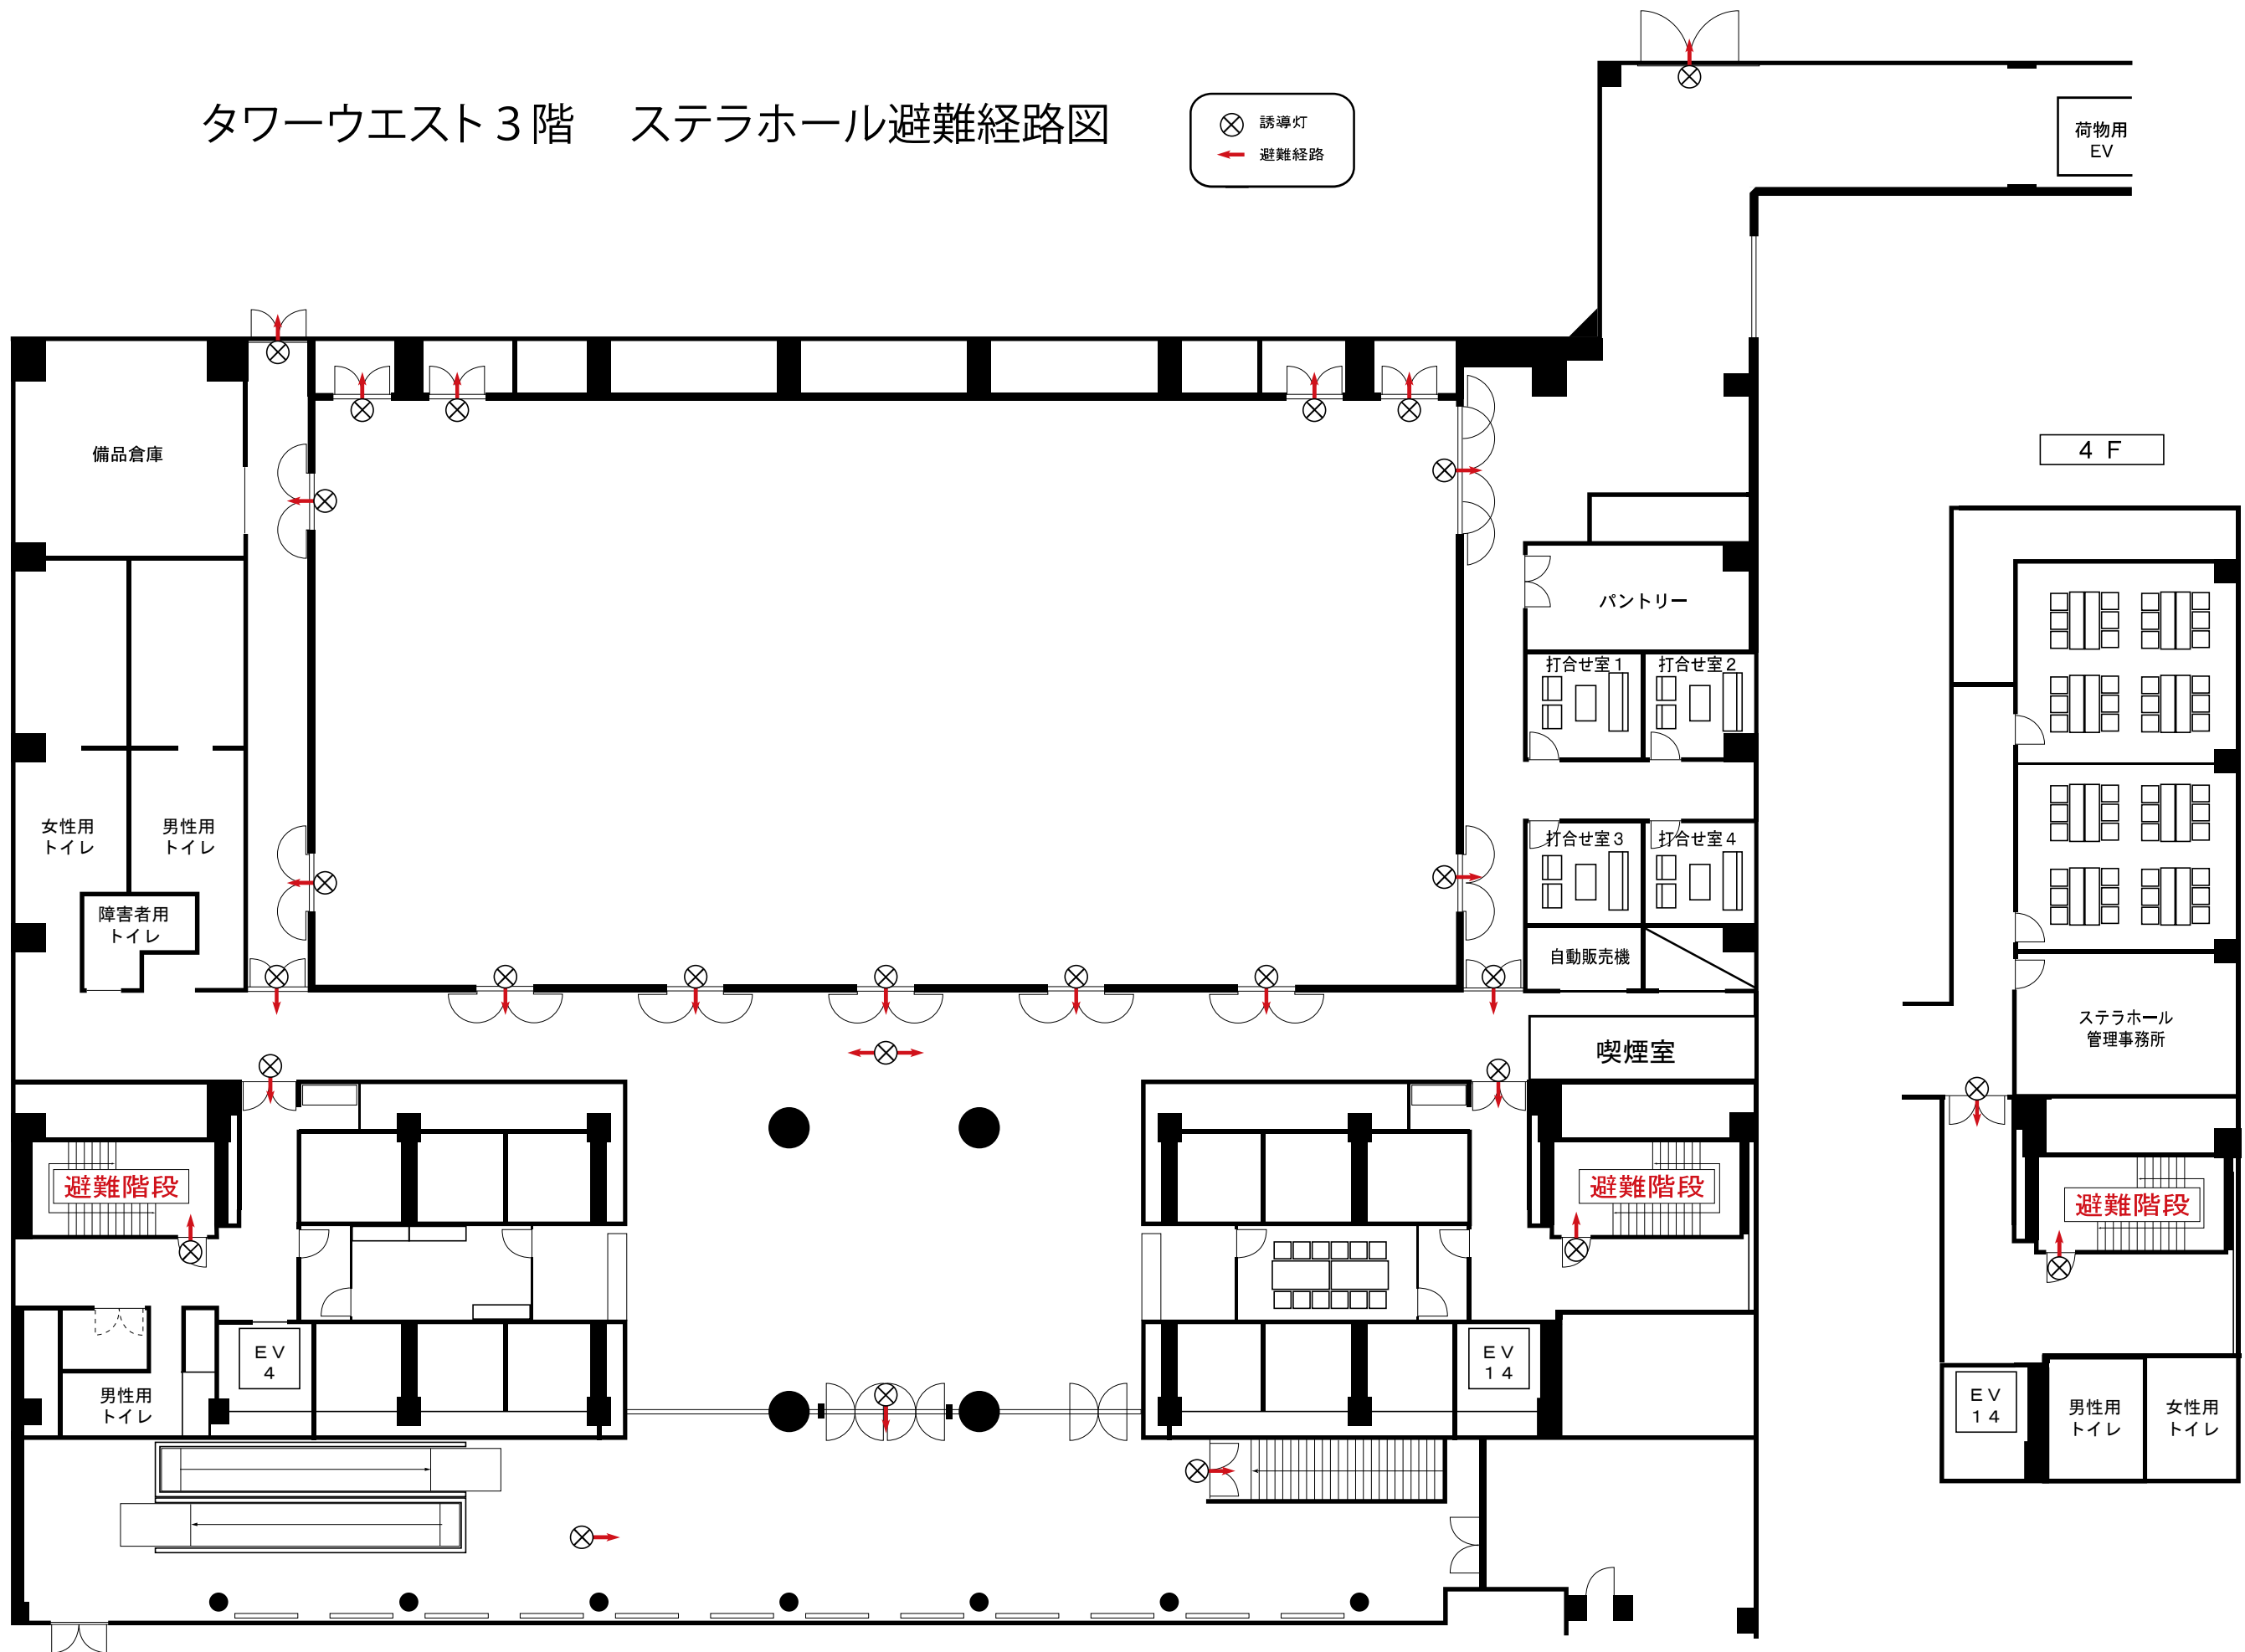 タワーウエスト3階　ステラホール避難経路図
誘導灯
避難経路
荷物用
EV
備品倉庫
4 F
パントリー
打合せ室1
打合せ室2
女性用
トイレ
男性用
トイレ
打合せ室3
打合せ室4
障害者用
トイレ
自動販売機
ステラホール
管理事務所
喫煙室
避難階段
避難階段
避難階段
EV
4
EV
14
男性用
トイレ
EV
14
男性用
トイレ
女性用
トイレ